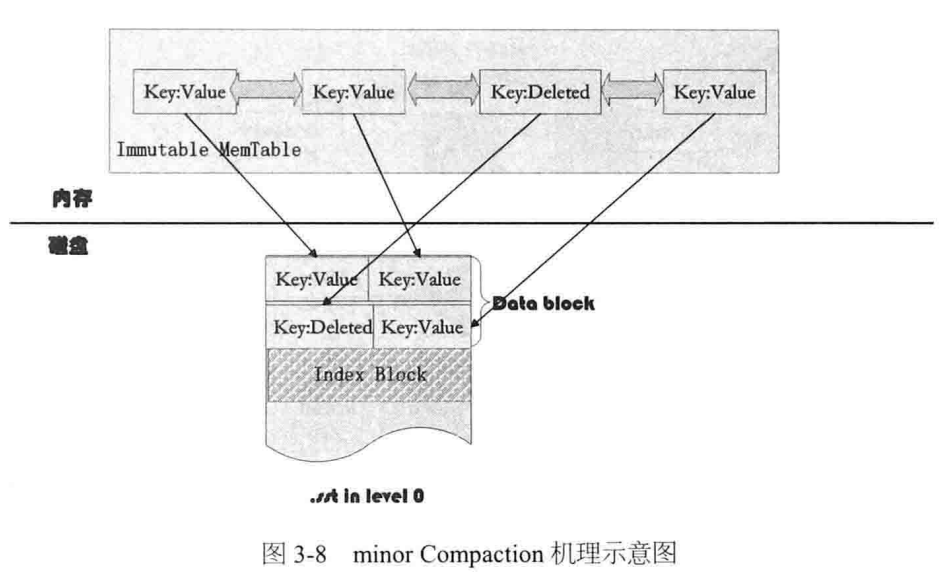 Key:Value Key:Value Key:Deleted Key:Value
Immutable MemTable
内存
磁盘
Key:Value Key:Value
Data block
Key:Deleted Key:Value
Index Block
.sst in level 0
图 3-8 minor Compaction 机理示意图